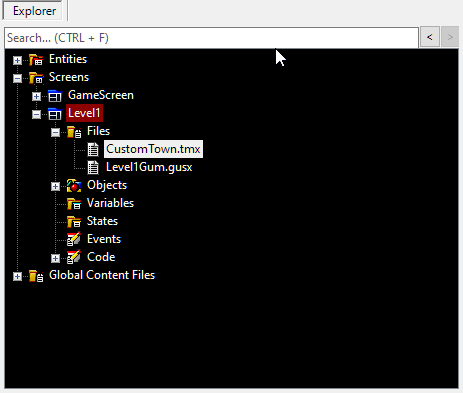 Explorer
Search... (CTRL + F)
< >
Entities
Screens
GameScreen
Level1
Files
CustomTown.tmx
Level1Gum.gusx
Objects
Variables
States
Events
Code
Global Content Files